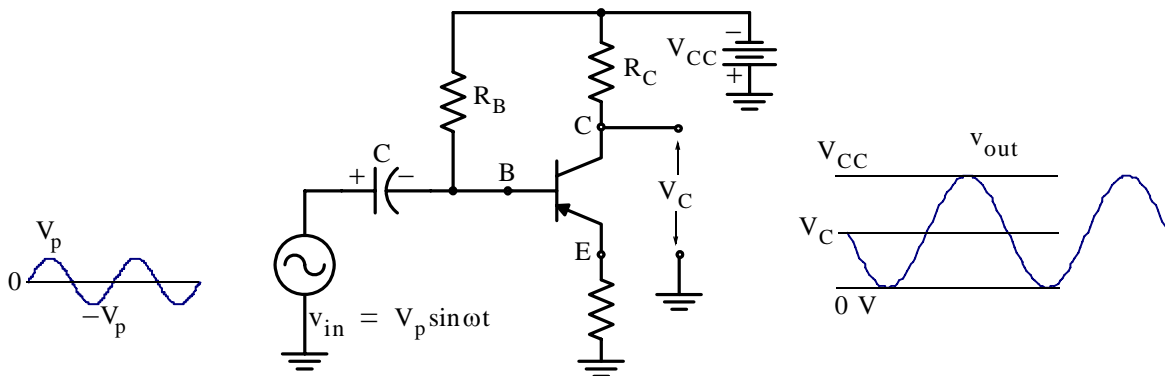 −
V_CC
+
R_C
R_B
C
C
+ −
B
V_C
E
V_p
0
−V_p
v_in = V_p sin ωt
V_CC
v_out
V_C
0 V